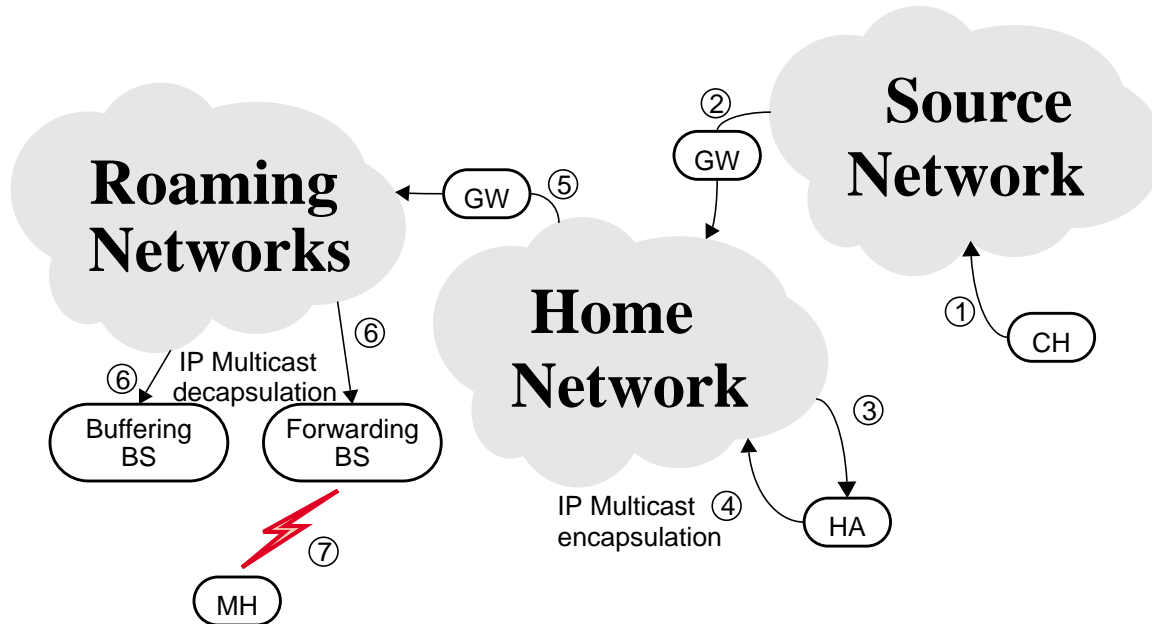 Source
Network
②
GW
①
CH
Roaming
Networks
GW
⑤
Home
Network
③
HA
IP Multicast ④
encapsulation
⑥
IP Multicast
decapsulation
⑥
Buffering
BS
Forwarding
BS
⑦
MH